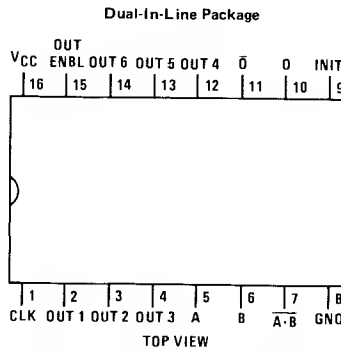 Dual-In-Line Package
OUT
VCC ENBL OUT 6 OUT 5 OUT 4 O̅ O INIT
16 15 14 13 12 11 10 9
1 2 3 4 5 6 7 8
CLK OUT 1 OUT 2 OUT 3 A B A̅·̅B̅ GND
TOP VIEW